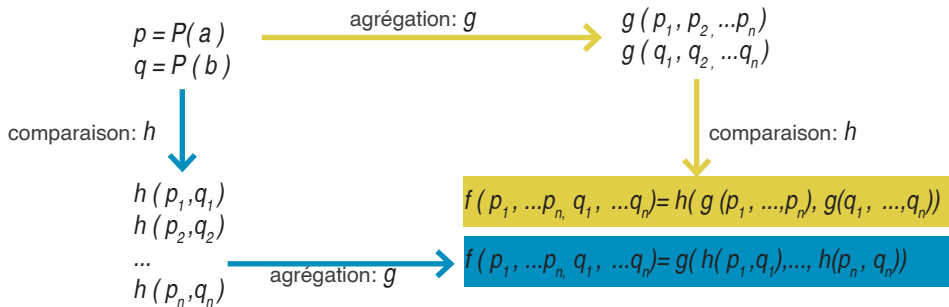 p = P( a )
q = P ( b )
agrégation: g
g ( p₁, p₂, ...pₙ)
g ( q₁, q₂, ...qₙ)
comparaison: h
comparaison: h
h ( p₁,q₁)
h ( p₂,q₂)
...
h ( pₙ,qₙ)
agrégation: g
f ( p₁, ...pₙ, q₁, ...qₙ)= h( g (p₁, ...,pₙ), g(q₁, ...,qₙ))
f ( p₁, ...pₙ, q₁, ...qₙ)= g( h( p₁,q₁),..., h(pₙ, qₙ))